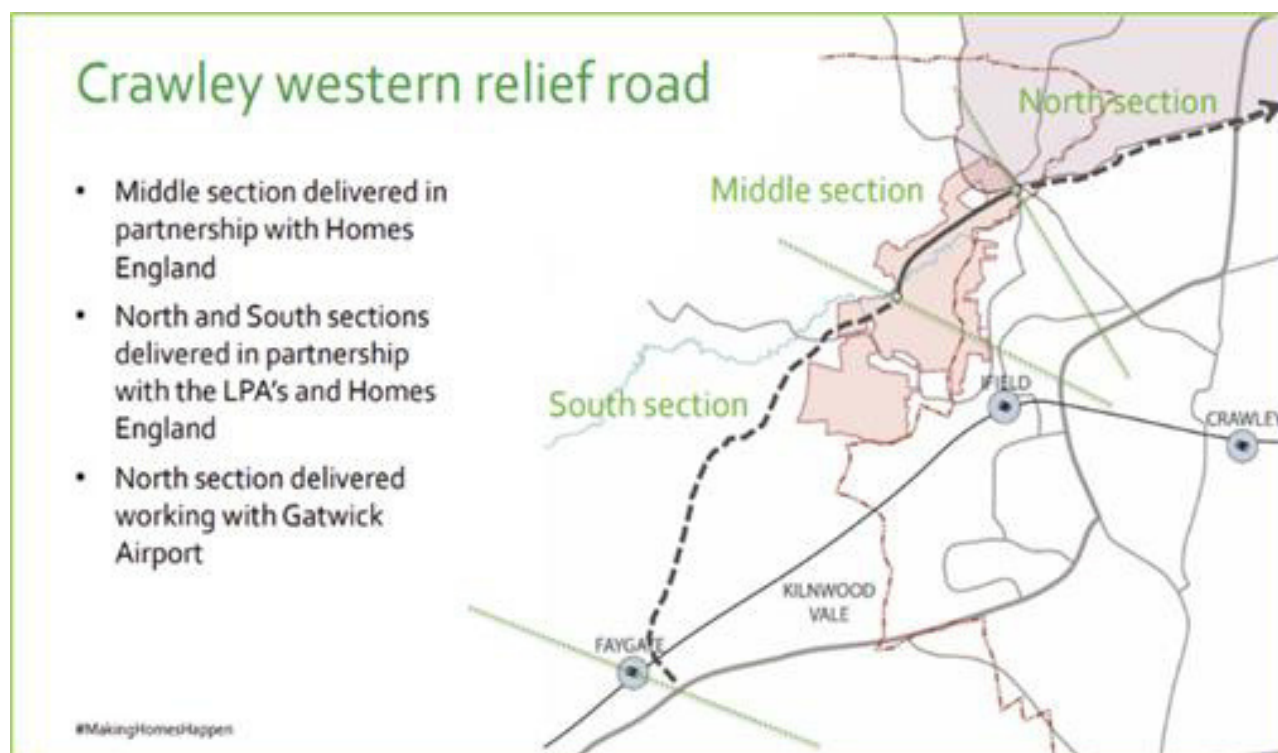 Crawley western relief road
• Middle section delivered in
partnership with Homes
England
• North and South sections
delivered in partnership
with the LPA's and Homes
England
• North section delivered
working with Gatwick
Airport
North section
Middle section
South section
IFIELD
CRAWLEY
KILNWOOD
VALE
FAYGATE
#MakingHomesHappen